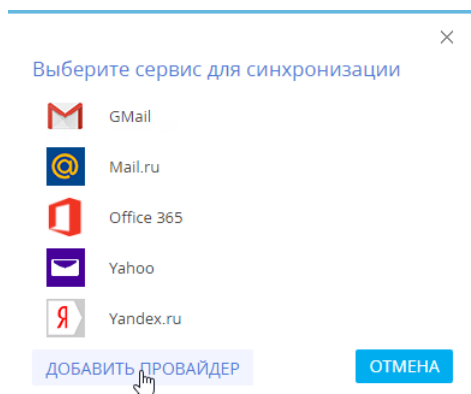 Выберите сервис для синхронизации
GMail
Mail.ru
Office 365
Yahoo
Yandex.ru
ДОБАВИТЬ ПРОВАЙДЕР
ОТМЕНА